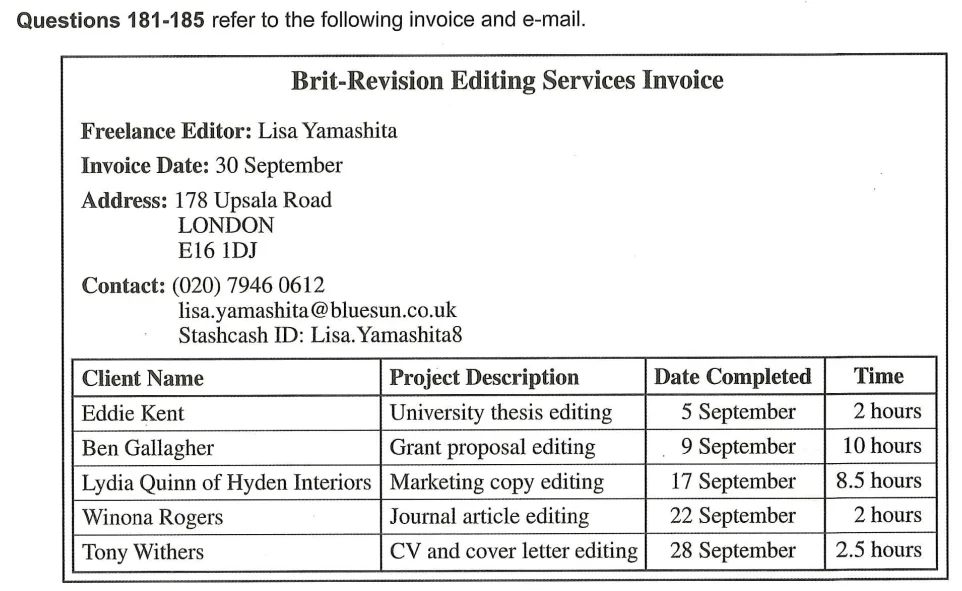 Questions 181-185 refer to the following invoice and e-mail.
Brit-Revision Editing Services Invoice
Freelance Editor: Lisa Yamashita
Invoice Date: 30 September
Address: 178 Upsala Road
LONDON
E16 1DJ
Contact: (020) 7946 0612
lisa.yamashita@bluesun.co.uk
Stashcash ID: Lisa.Yamashita8
Client Name Project Description Date Completed Time
Eddie Kent University thesis editing 5 September 2 hours
Ben Gallagher Grant proposal editing 9 September 10 hours
Lydia Quinn of Hyden Interiors Marketing copy editing 17 September 8.5 hours
Winona Rogers Journal article editing 22 September 2 hours
Tony Withers CV and cover letter editing 28 September 2.5 hours